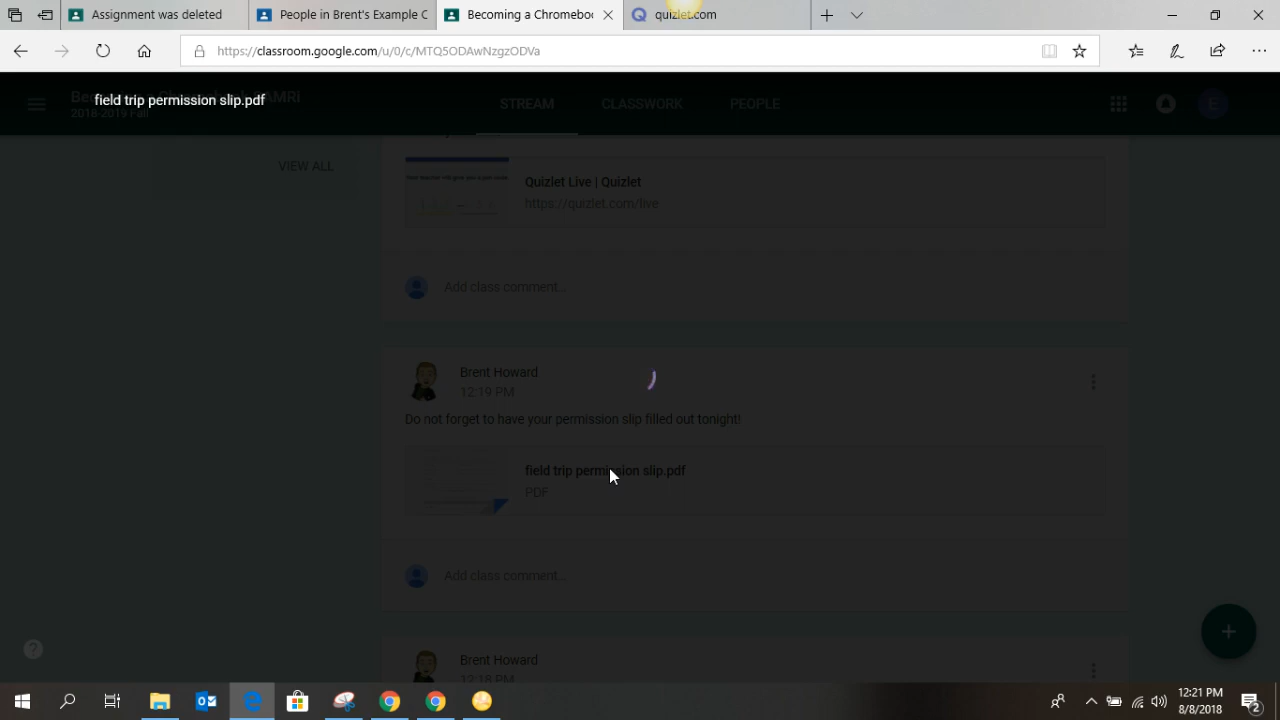 Assignment was deleted
People in Brent's Example C
Becoming a Chromeboo
quizlet.com
https://classroom.google.com/u/0/c/MTQ5ODAwNzgzODVa
field trip permission slip.pdf
2018-2019 Fall
STREAM
CLASSWORK
PEOPLE
E
VIEW ALL
Quizlet Live | Quizlet
https://quizlet.com/live
Add class comment...
Brent Howard
12:19 PM
Do not forget to have your permission slip filled out tonight!
field trip permission slip.pdf
PDF
Add class comment...
Brent Howard
12:18 PM
12:21 PM
8/8/2018
2